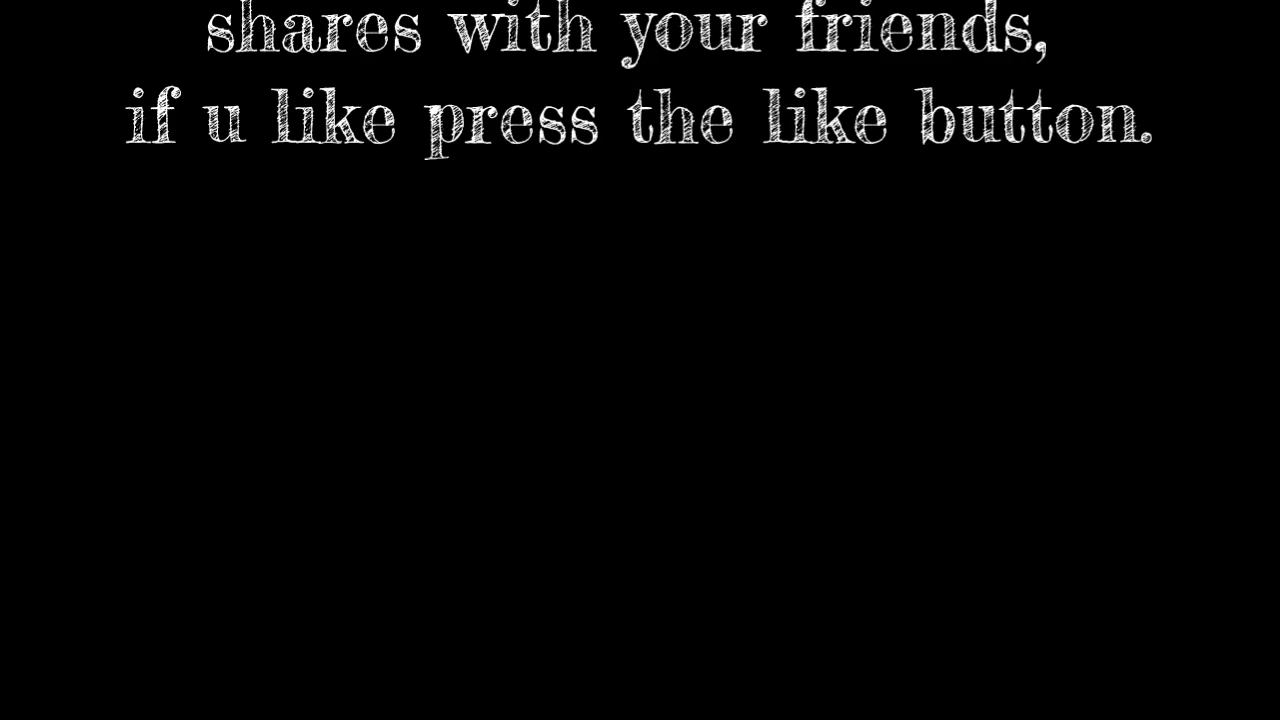 shares with your friends,
if u like press the like button.